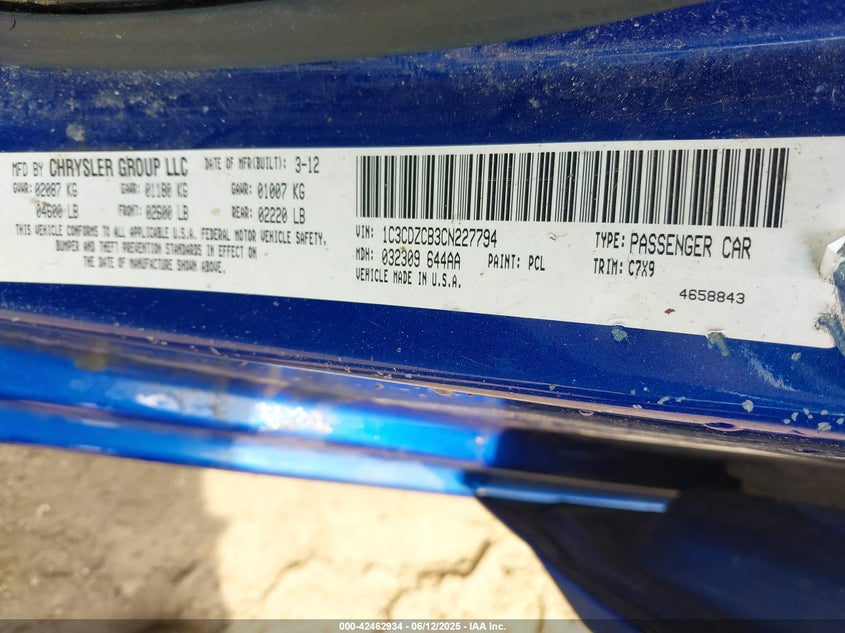 MFD BY CHRYSLER GROUP LLC DATE OF MFR(BUILT): 3-12
GVWR: 02087 KG GAWR: 01180 KG GAWR: 01007 KG
04600 LB FRONT: 02600 LB REAR: 02220 LB
THIS VEHICLE CONFORMS TO ALL APPLICABLE FEDERAL MOTOR VEHICLE SAFETY,
BUMPER AND THEFT PREVENTION STANDARDS IN EFFECT ON
THE DATE OF MANUFACTURE SHOWN ABOVE.
VIN: 1C3CDZCB3CN227794 TYPE: PASSENGER CAR
MDH: 032309 644AA PAINT: PCL TRIM: C7X9
VEHICLE MADE IN U.S.A.
4658843
000-42462934 - 06/12/2025 - IAA Inc.